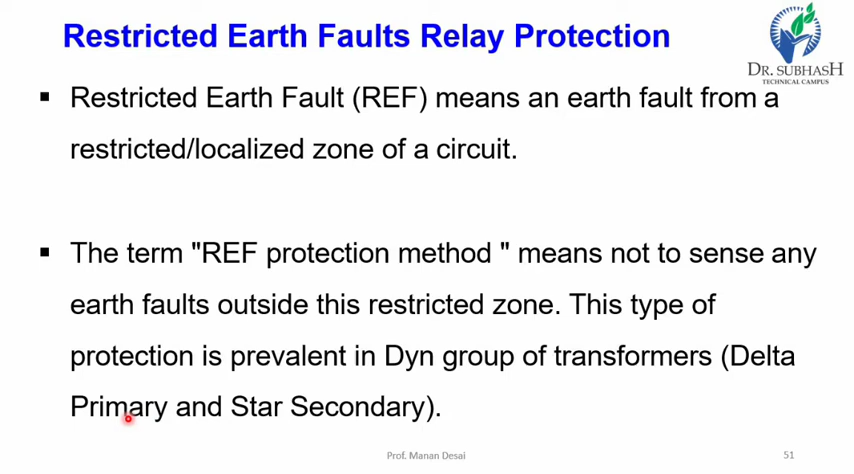 Restricted Earth Faults Relay Protection
DR. SUBHASH
TECHNICAL CAMPUS
▪ Restricted Earth Fault (REF) means an earth fault from a
restricted/localized zone of a circuit.
▪ The term "REF protection method " means not to sense any
earth faults outside this restricted zone. This type of
protection is prevalent in Dyn group of transformers (Delta
Primary and Star Secondary).
Prof. Manan Desai
51